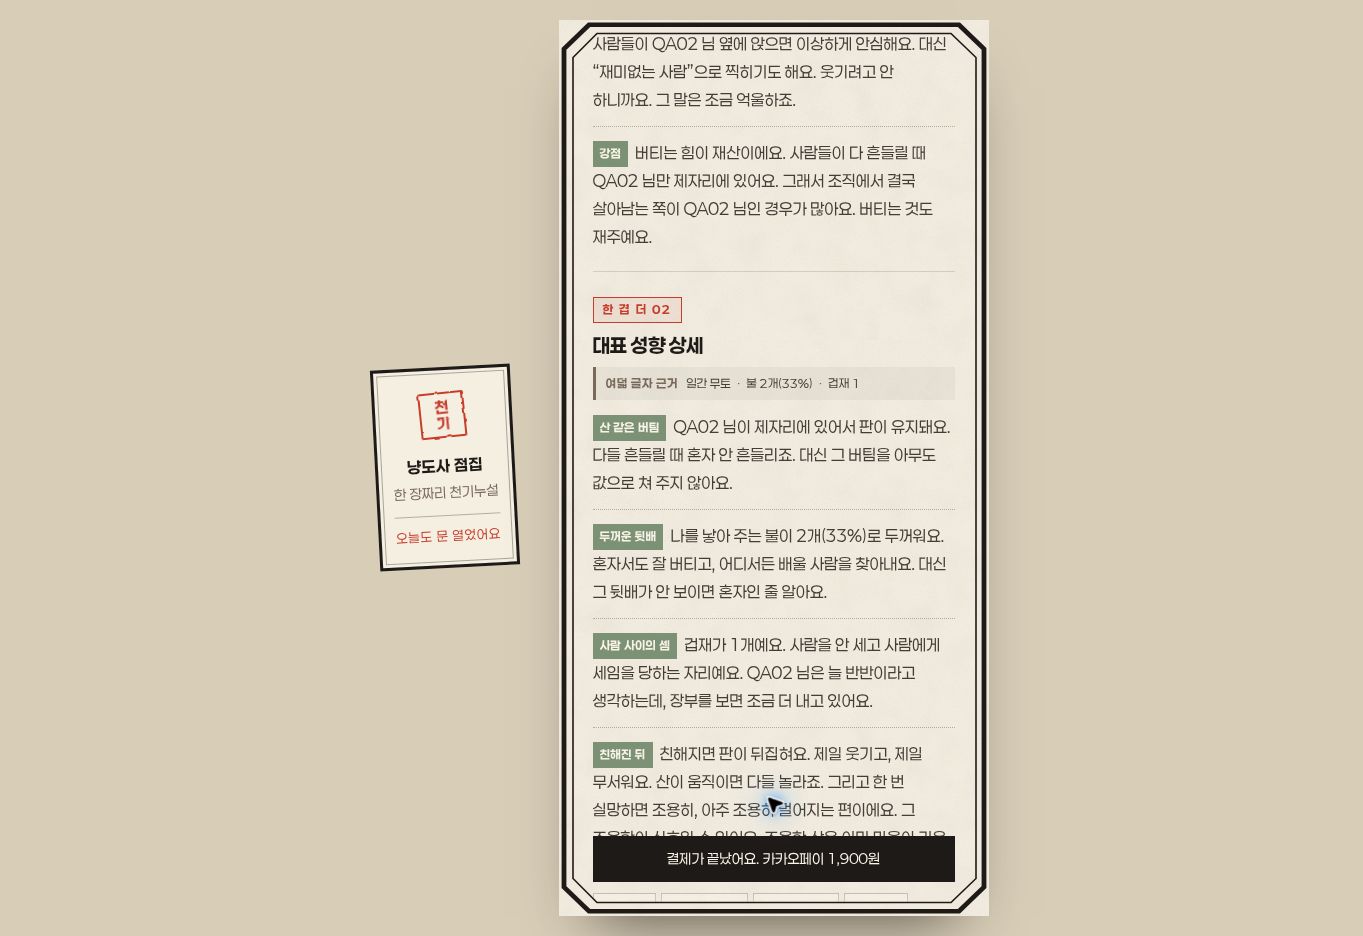 사람들이 QA02 님 옆에 앉으면 이상하게 안심해요. 대신
“재미없는 사람”으로 찍히기도 해요. 웃기려고 안
하니까요. 그 말은 조금 억울하죠.
강점 버티는 힘이 재산이에요. 사람들이 다 흔들릴 때
QA02 님만 제자리에 있어요. 그래서 조직에서 결국
살아남는 쪽이 QA02 님인 경우가 많아요. 버티는 것도
재주예요.
한 겹 더 02
대표 성향 상세
여덟 글자 근거 일간 무토 · 불 2개(33%) · 겁재 1
산 같은 버팀 QA02 님이 제자리에 있어서 판이 유지돼요.
다들 흔들릴 때 혼자 안 흔들리죠. 대신 그 버팀을 아무도
값으로 쳐 주지 않아요.
두꺼운 뒷배 나를 낳아 주는 불이 2개(33%)로 두꺼워요.
혼자서도 잘 버티고, 어디서든 배울 사람을 찾아내요. 대신
그 뒷배가 안 보이면 혼자인 줄 알아요.
사람 사이의 셈 겁재가 1개예요. 사람을 안 세고 사람에게
세임을 당하는 자리예요. QA02 님은 늘 반반이라고
생각하는데, 장부를 보면 조금 더 내고 있어요.
친해진 뒤 친해지면 판이 뒤집혀요. 제일 웃기고, 제일
무서워요. 산이 움직이면 다들 놀라죠. 그리고 한 번
실망하면 조용히, 아주 조용히 멀어지는 편이에요. 그
결제가 끝났어요. 카카오페이 1,900원
천
기
냥도사 점집
한 장짜리 천기누설
오늘도 문 열었어요